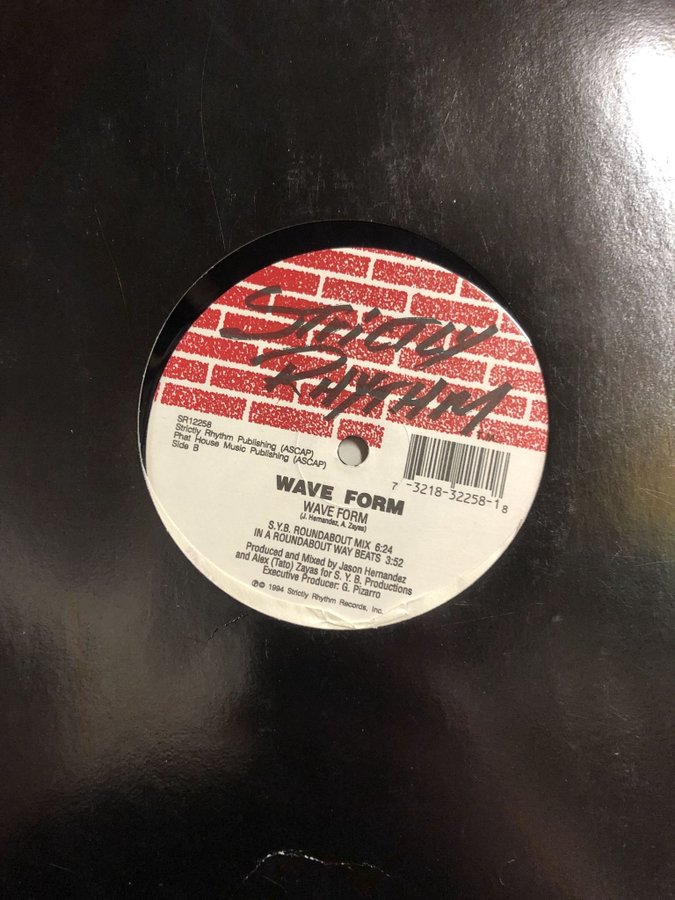 STRICTLY
RHYTHM
SR12258
Strictly Rhythm Publishing (ASCAP)
Phat House Music Publishing (ASCAP)
Side B
7 -3218-32258-1 8
WAVE FORM
WAVE FORM
(J. Hernandez, A. Zayas)
S.Y.B. ROUNDABOUT MIX 6:24
IN A ROUNDABOUT WAY BEATS 3:52
Produced and Mixed by Jason Hernandez
and Alex (Tato) Zayas for S. Y. B. Productions
Executive Producer: G. Pizarro
℗© 1994 Strictly Rhythm Records, Inc.